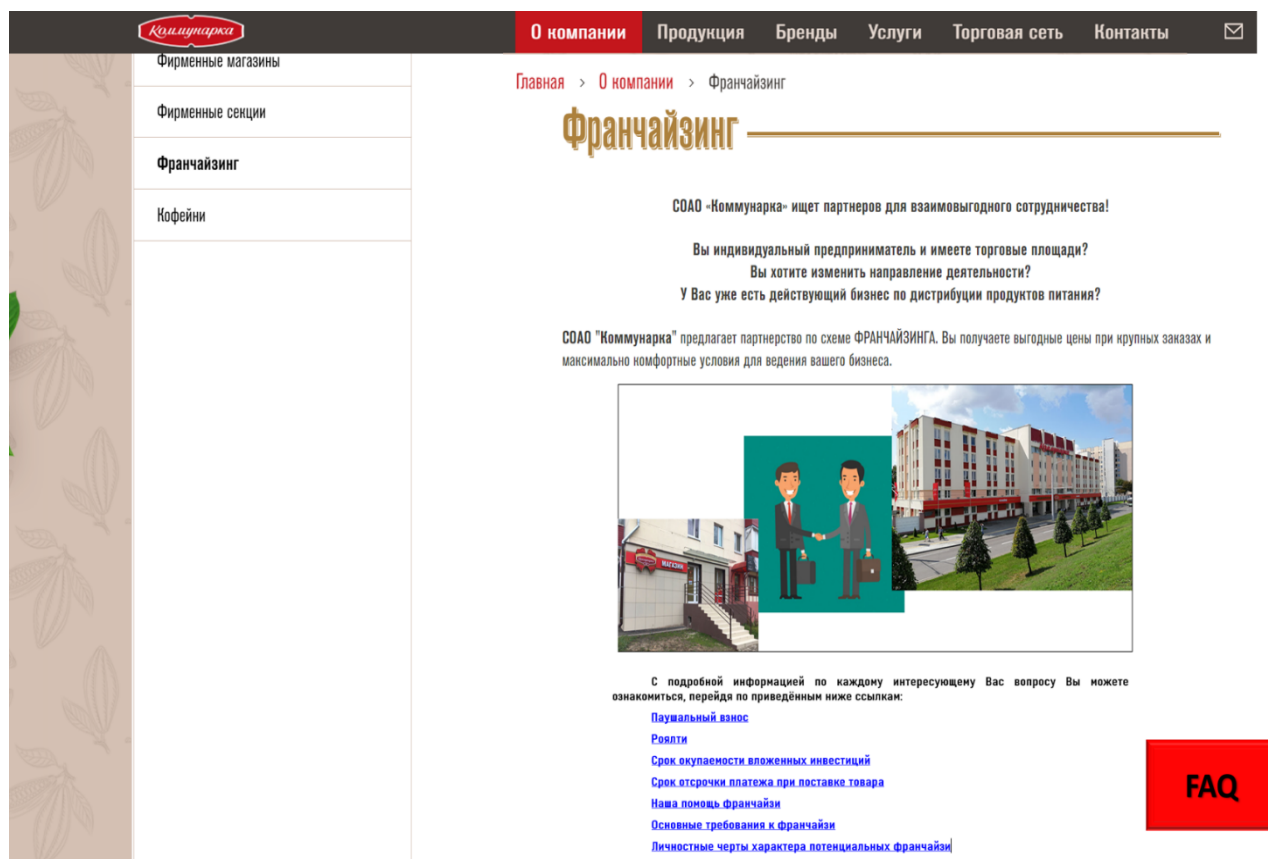 Коммунарка
О компании Продукция Бренды Услуги Торговая сеть Контакты
Фирменные магазины
Фирменные секции
Франчайзинг
Кофейни
Главная > О компании > Франчайзинг
Франчайзинг
СОАО «Коммунарка» ищет партнеров для взаимовыгодного сотрудничества!
Вы индивидуальный предприниматель и имеете торговые площади?
Вы хотите изменить направление деятельности?
У Вас уже есть действующий бизнес по дистрибуции продуктов питания?
СОАО "Коммунарка" предлагает партнерство по схеме ФРАНЧАЙЗИНГА. Вы получаете выгодные цены при крупных заказах и
максимально комфортные условия для ведения вашего бизнеса.
МАГАЗИН
С подробной информацией по каждому интересующему Вас вопросу Вы можете
ознакомиться, перейдя по приведённым ниже ссылкам:
Паушальный взнос
Роялти
Срок окупаемости вложенных инвестиций
Срок отсрочки платежа при поставке товара
Наша помощь франчайзи
Основные требования к франчайзи
Личностные черты характера потенциальных франчайзи
FAQ